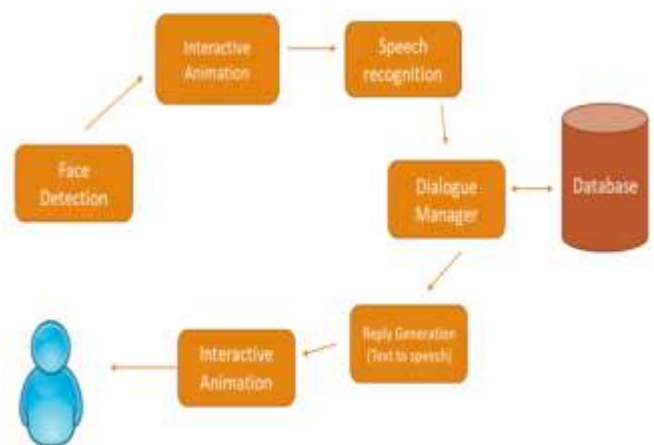 Interactive
Animation
Speech
recognition
Face
Detection
Dialogue
Manager
Database
Reply Generation
(Text to speech)
Interactive
Animation